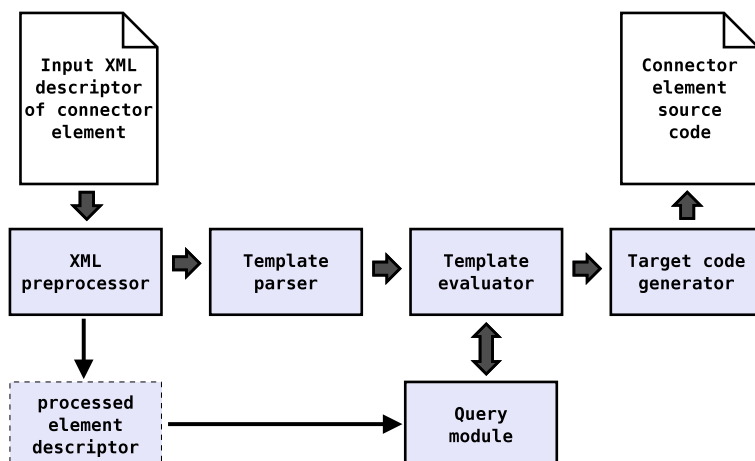 Input XML
descriptor
of connector
element
Connector
element
source
code
XML
preprocessor
Template
parser
Template
evaluator
Target code
generator
processed
element
descriptor
Query
module